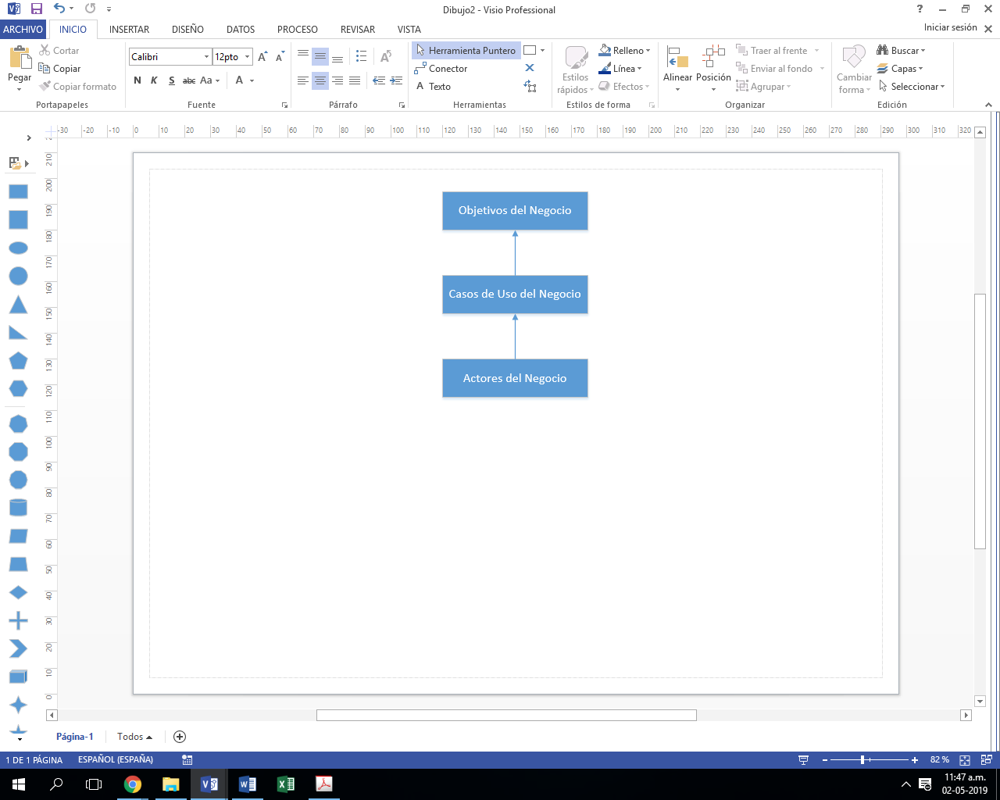 Dibujo2 - Visio Professional
ARCHIVO INICIO INSERTAR DISEÑO DATOS PROCESO REVISAR VISTA Iniciar sesión
Pegar
Cortar
Copiar
Copiar formato
Portapapeles
Calibri 12pto
N K S abc Aa A
Fuente
Párrafo
Herramienta Puntero
Conector
Texto
Herramientas
Estilos rápidos
Relleno
Línea
Efectos
Estilos de forma
Alinear
Posición
Traer al frente
Enviar al fondo
Agrupar
Organizar
Cambiar forma
Buscar
Capas
Seleccionar
Edición
-30 -20 -10 0 10 20 30 40 50 60 70 80 90 100 110 120 130 140 150 160 170 180 190 200 210 220 230 240 250 260 270 280 290 300 310 320
210
200
190
180
170
160
150
140
130
120
110
100
90
80
70
60
50
40
30
20
10
0
Objetivos del Negocio
Casos de Uso del Negocio
Actores del Negocio
Página-1 Todos
1 DE 1 PÁGINA ESPAÑOL (ESPAÑA) 82 %
11:47 a.m.
02-05-2019